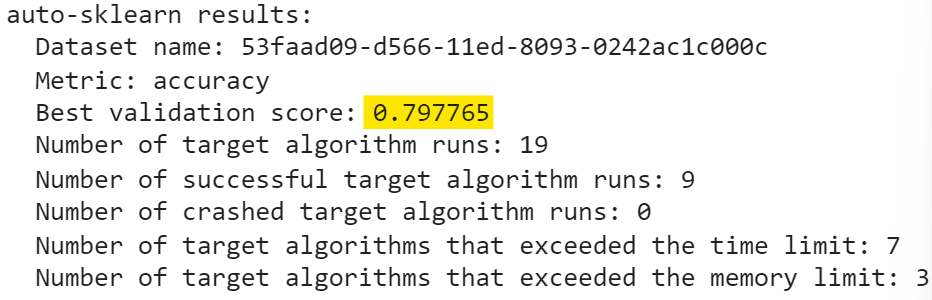 auto-sklearn results:
Dataset name: 53faad09-d566-11ed-8093-0242ac1c000c
Metric: accuracy
Best validation score: 0.797765
Number of target algorithm runs: 19
Number of successful target algorithm runs: 9
Number of crashed target algorithm runs: 0
Number of target algorithms that exceeded the time limit: 7
Number of target algorithms that exceeded the memory limit: 3